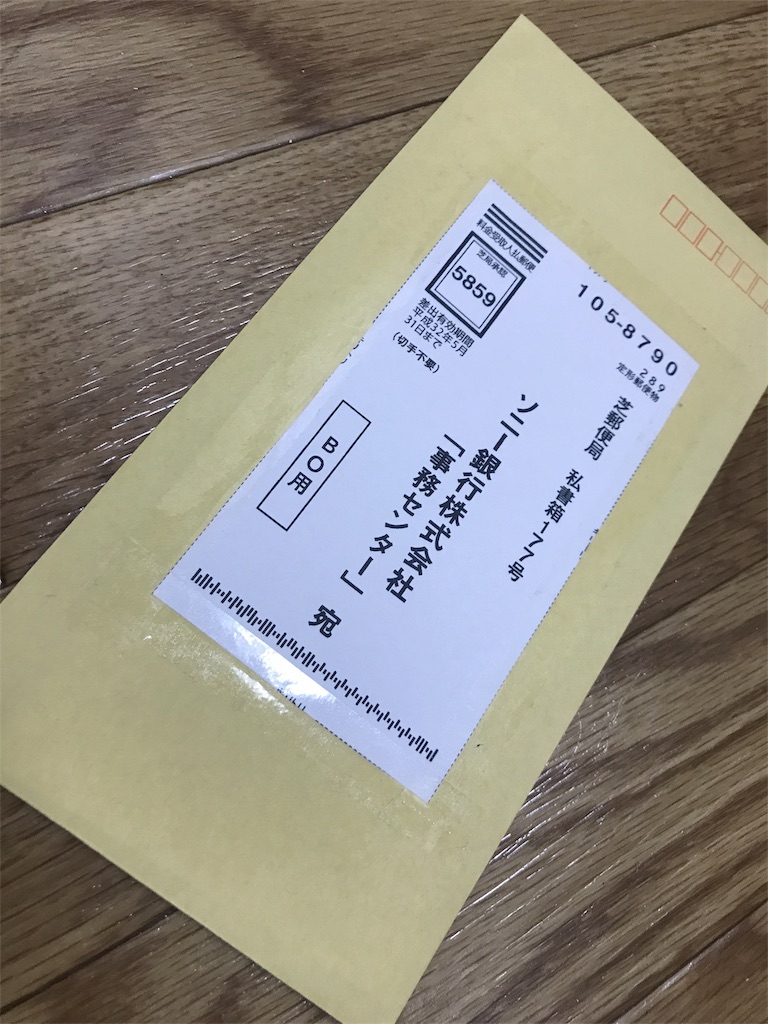 料金受取人払郵便
芝局承認
5859
差出有効期間
平成32年5月
31日まで
(切手不要)
105-8790
289
定形郵便物
芝郵便局 私書箱177号
ソニー銀行株式会社
「事務センター」 宛
BO用